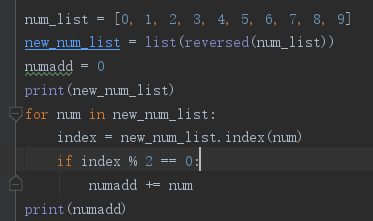 num_list = [0, 1, 2, 3, 4, 5, 6, 7, 8, 9]
new_num_list = list(reversed(num_list))
numadd = 0
print(new_num_list)
for num in new_num_list:
    index = new_num_list.index(num)
    if index % 2 == 0:
        numadd += num
print(numadd)